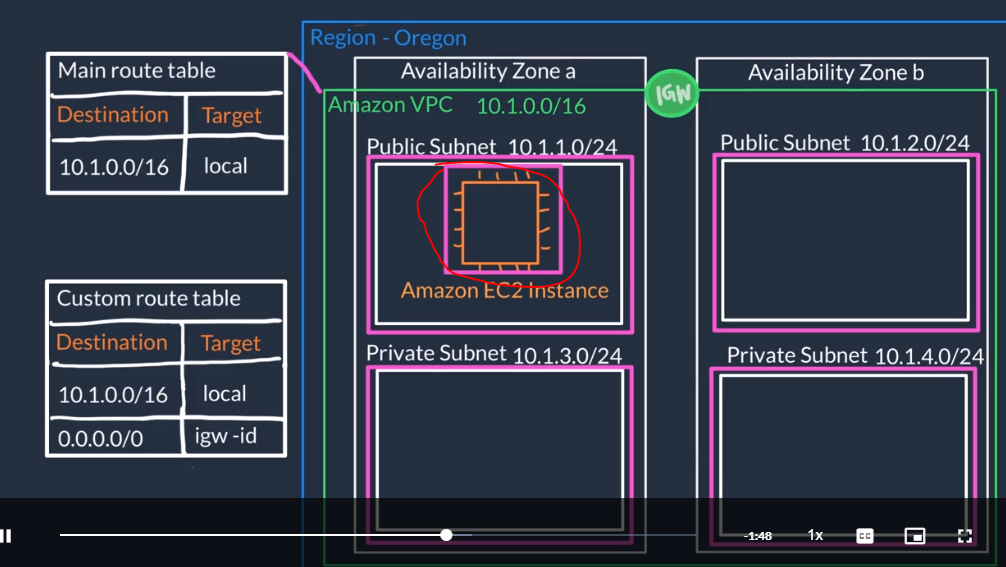 Region - Oregon
Main route table
Destination Target
10.1.0.0/16 local
Availability Zone a
IGW
Availability Zone b
Amazon VPC 10.1.0.0/16
Public Subnet 10.1.1.0/24
Public Subnet 10.1.2.0/24
Amazon EC2 Instance
Custom route table
Destination Target
10.1.0.0/16 local
0.0.0.0/0 igw -id
Private Subnet 10.1.3.0/24
Private Subnet 10.1.4.0/24
-1:48 1x CC